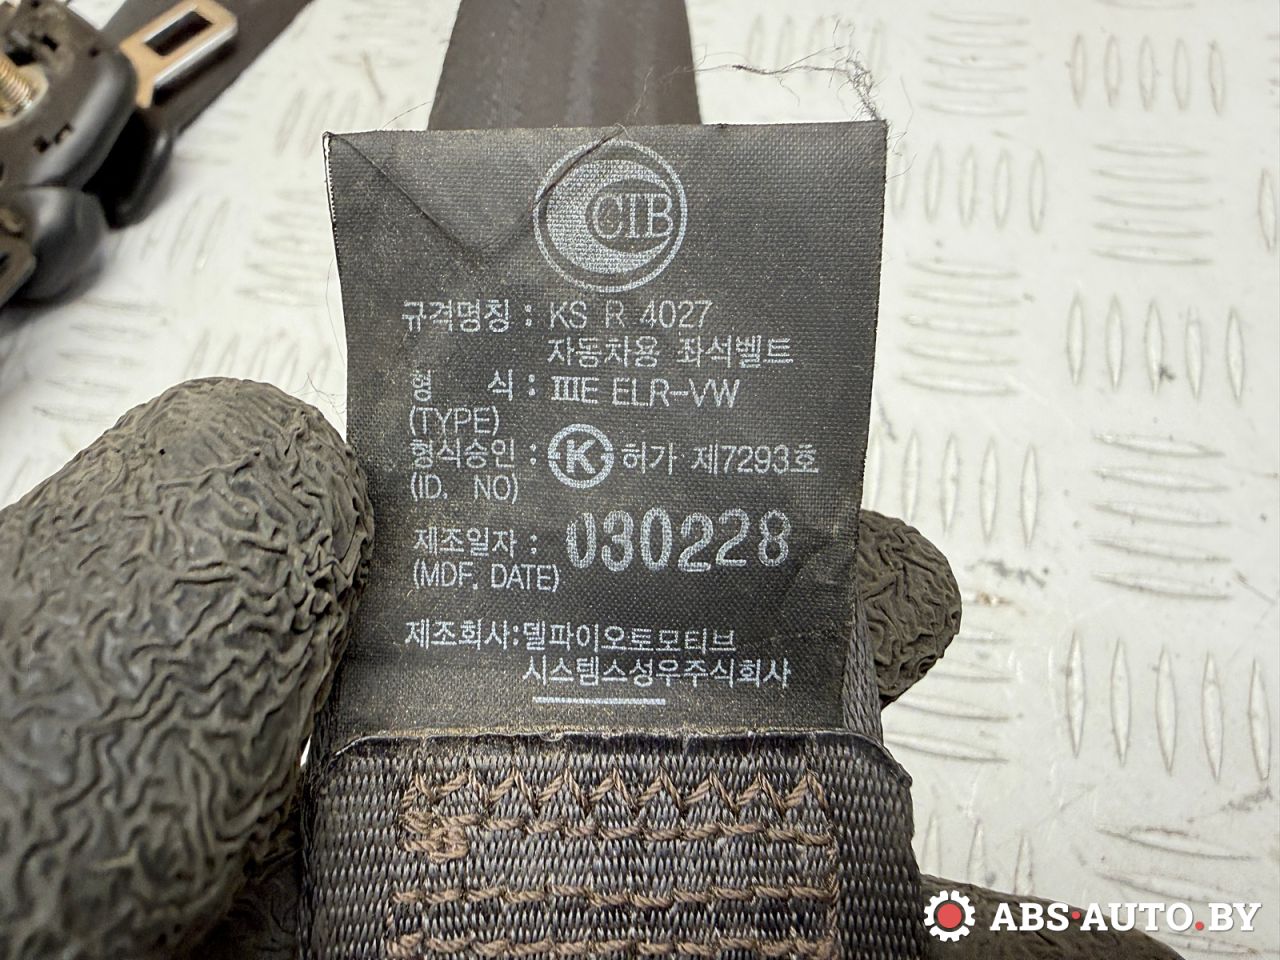 CIB
규격명칭 : KS R 4027
자동차용 좌석벨트
형 식 : ⅢE ELR-VW
(TYPE)
형식승인 : K 허가 제7293호
(ID. NO)
제조일자 : 030228
(MDF. DATE)
제조회사:델파이오토모티브
시스템스성우주식회사
ABS-AUTO.BY